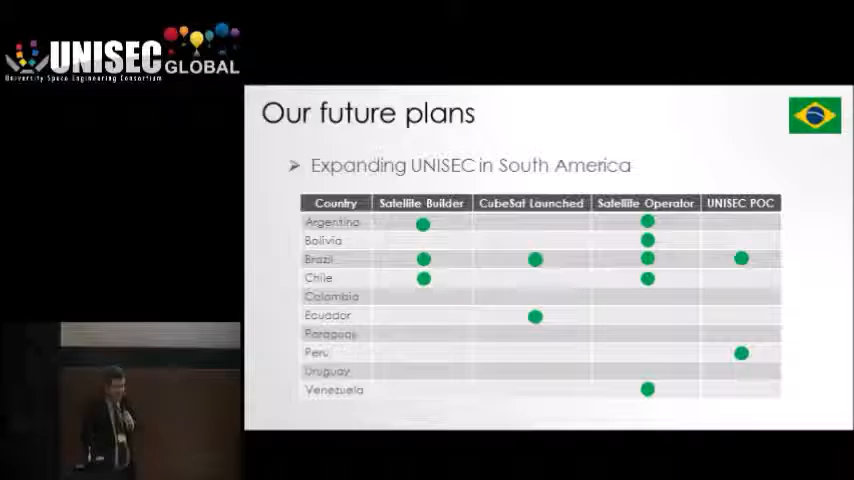 UNISEC
GLOBAL
University Space Engineering Consortium
Our future plans
➢ Expanding UNISEC in South America
Country Satellite Builder CubeSat Launched Satellite Operator UNISEC POC
Argentina
Bolivia
Brazil
Chile
Colombia
Ecuador
Paraguay
Peru
Uruguay
Venezuela